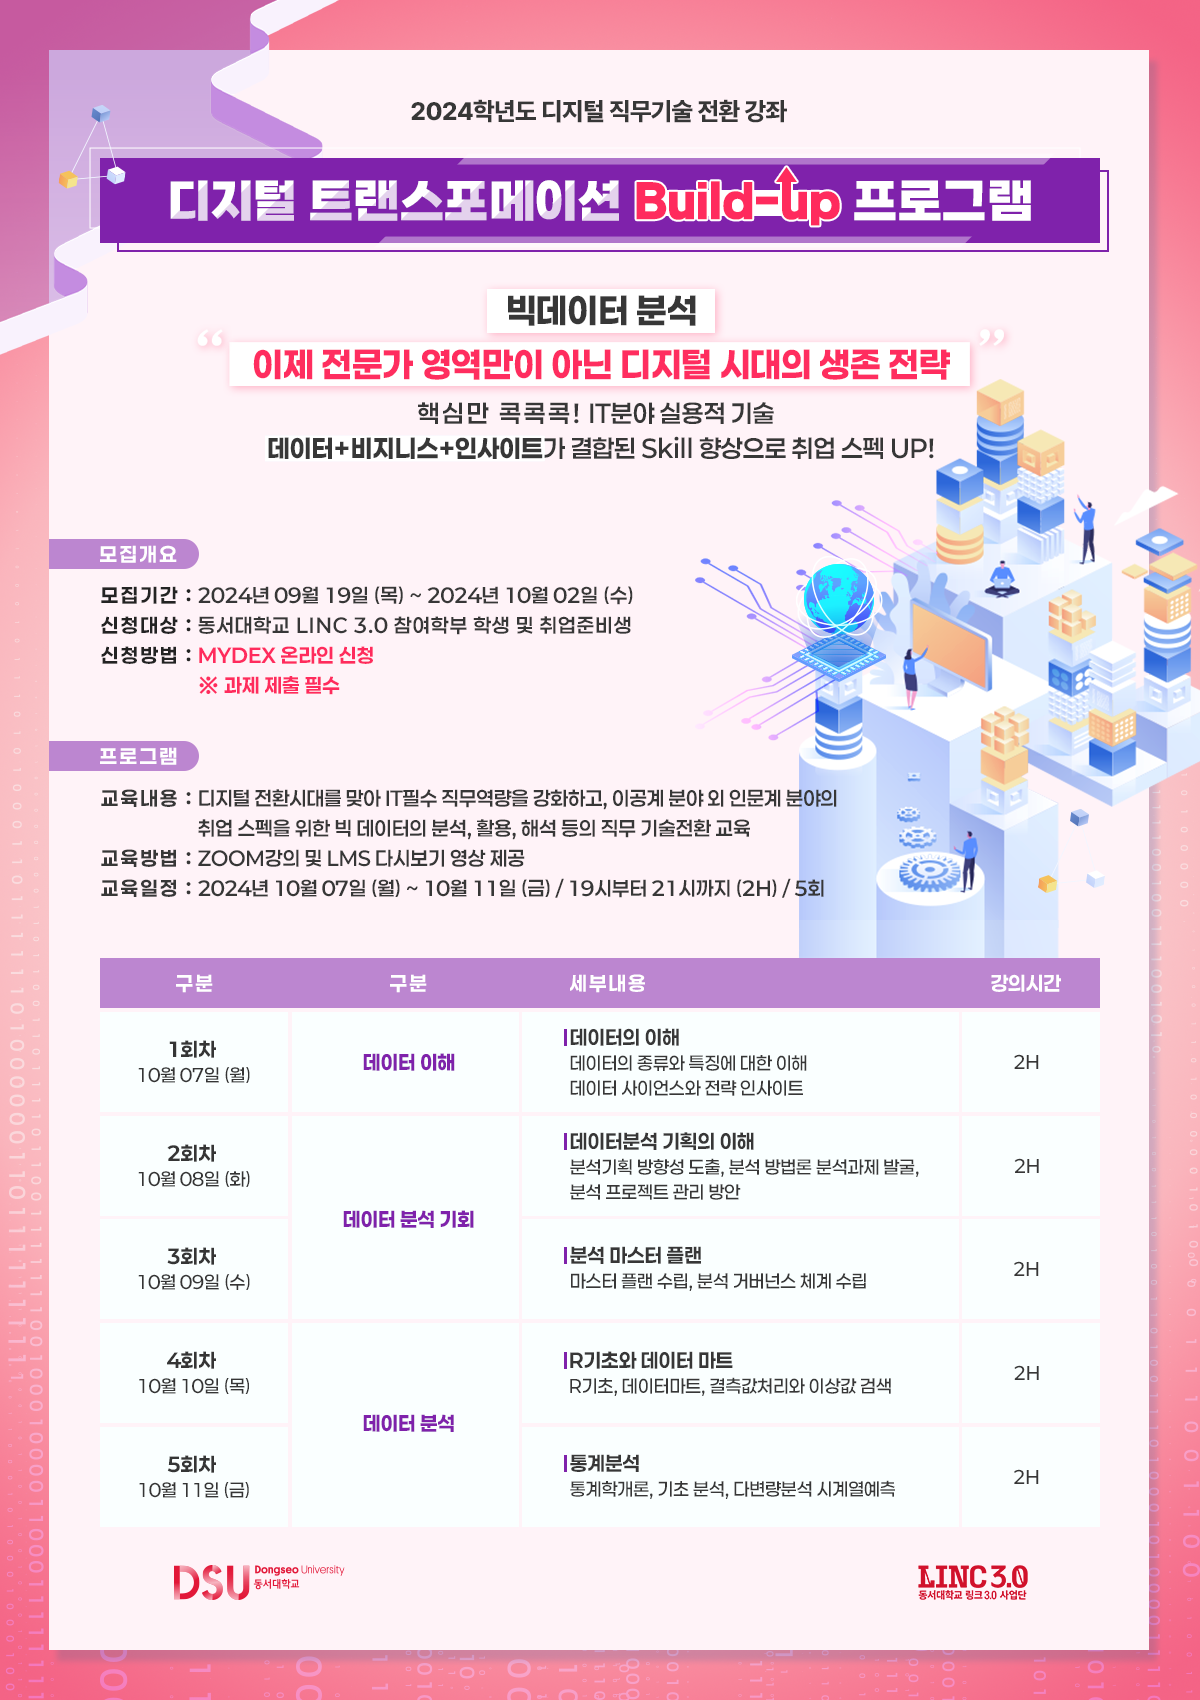 2024학년도 디지털 직무기술 전환 강좌
디지털 트랜스포메이션 Build-up 프로그램
빅데이터 분석
“ 이제 전문가 영역만이 아닌 디지털 시대의 생존 전략 ”
핵심만 콕콕콕! IT분야 실용적 기술
데이터+비지니스+인사이트가 결합된 Skill 향상으로 취업 스펙 UP!
모집개요
모집기간 : 2024년 09월 19일 (목) ~ 2024년 10월 02일 (수)
신청대상 : 동서대학교 LINC 3.0 참여학부 학생 및 취업준비생
신청방법 : MYDEX 온라인 신청
※ 과제 제출 필수
프로그램
교육내용 : 디지털 전환시대를 맞아 IT필수 직무역량을 강화하고, 이공계 분야 외 인문계 분야의
취업 스펙을 위한 빅 데이터의 분석, 활용, 해석 등의 직무 기술전환 교육
교육방법 : ZOOM강의 및 LMS 다시보기 영상 제공
교육일정 : 2024년 10월 07일 (월) ~ 10월 11일 (금) / 19시부터 21시까지 (2H) / 5회
구분 구분 세부내용 강의시간
1회차
10월 07일 (월)
데이터 이해
데이터의 이해
데이터의 종류와 특징에 대한 이해
데이터 사이언스와 전략 인사이트
2H
2회차
10월 08일 (화)
데이터 분석 기회
데이터분석 기획의 이해
분석기획 방향성 도출, 분석 방법론 분석과제 발굴,
분석 프로젝트 관리 방안
2H
3회차
10월 09일 (수)
분석 마스터 플랜
마스터 플랜 수립, 분석 거버넌스 체계 수립
2H
4회차
10월 10일 (목)
데이터 분석
R기초와 데이터 마트
R기초, 데이터마트, 결측값처리와 이상값 검색
2H
5회차
10월 11일 (금)
통계분석
통계학개론, 기초 분석, 다변량분석 시계열예측
2H
DSU Dongseo University
동서대학교
LINC 3.0
동서대학교 링크 3.0 사업단